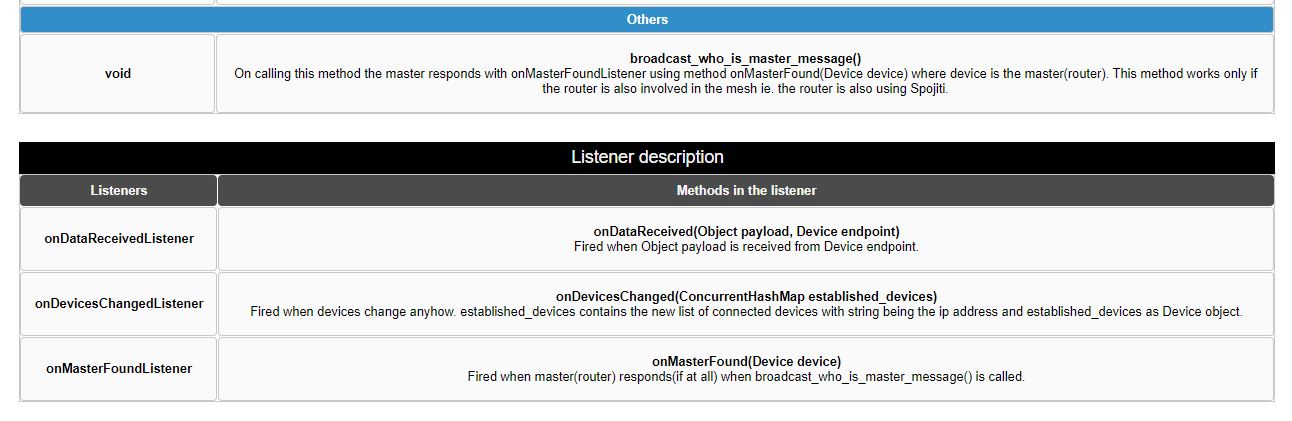 Others
void
broadcast_who_is_master_message()
On calling this method the master responds with onMasterFoundListener using method onMasterFound(Device device) where device is the master(router). This method works only if
the router is also involved in the mesh ie. the router is also using Spojiti.
Listener description
Listeners
Methods in the listener
onDataReceivedListener
onDataReceived(Object payload, Device endpoint)
Fired when Object payload is received from Device endpoint.
onDevicesChangedListener
onDevicesChanged(ConcurrentHashMap established_devices)
Fired when devices change anyhow. established_devices contains the new list of connected devices with string being the ip address and established_devices as Device object.
onMasterFoundListener
onMasterFound(Device device)
Fired when master(router) responds(if at all) when broadcast_who_is_master_message() is called.